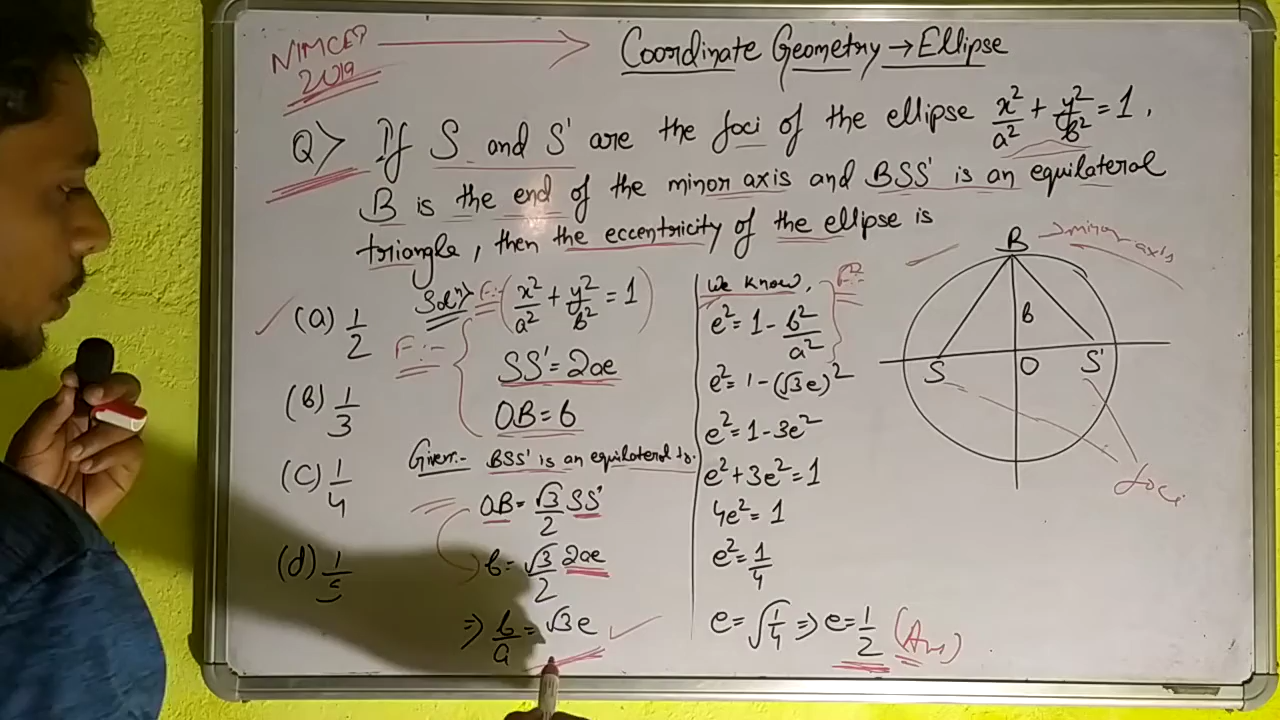 NIMCET 2019 → Coordinate Geometry → Ellipse
Q> If S and S' are the foci of the ellipse x²/a² + y²/b² = 1,
B is the end of the minor axis and BSS' is an equilateral
triangle, then the eccentricity of the ellipse is
(a) 1/2
(b) 1/3
(c) 1/4
(d) 1/5
Solⁿ> F:- (x²/a² + y²/b² = 1)
F:-
SS' = 2ae
OB = b
Given:- BSS' is an equilateral
OB = √3/2 SS'
b = √3/2 2ae
⇒ b/a = √3e
We know,
e² = 1 - b²/a²
e² = 1 - (√3e)²
e² = 1 - 3e²
e² + 3e² = 1
4e² = 1
e² = 1/4
e = √1/4 ⇒ e = 1/2 (Ans)
B → minor axis
b
S O S'
foci